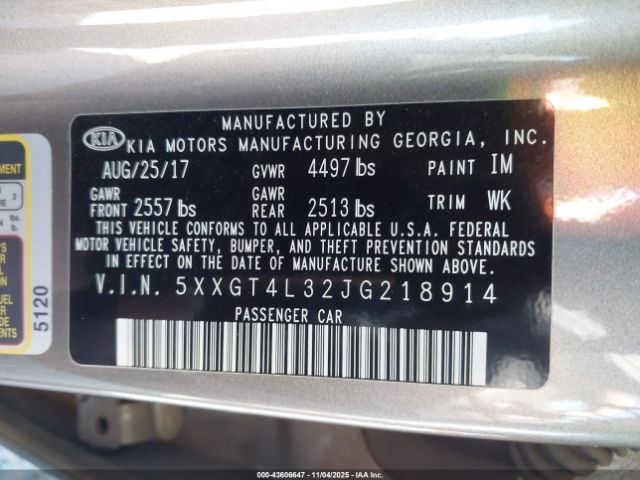 MANUFACTURED BY
KIA KIA MOTORS MANUFACTURING GEORGIA, INC.
AUG/25/17 GVWR 4497 lbs PAINT IM
GAWR FRONT 2557 lbs GAWR REAR 2513 lbs TRIM WK
THIS VEHICLE CONFORMS TO ALL APPLICABLE U.S.A. FEDERAL
MOTOR VEHICLE SAFETY, BUMPER, AND THEFT PREVENTION STANDARDS
IN EFFECT ON THE DATE OF MANUFACTURE SHOWN ABOVE.
V.I.N. 5XXGT4L32JG218914
PASSENGER CAR
5120
000-43606647 - 11/04/2025 - IAAI, Inc.